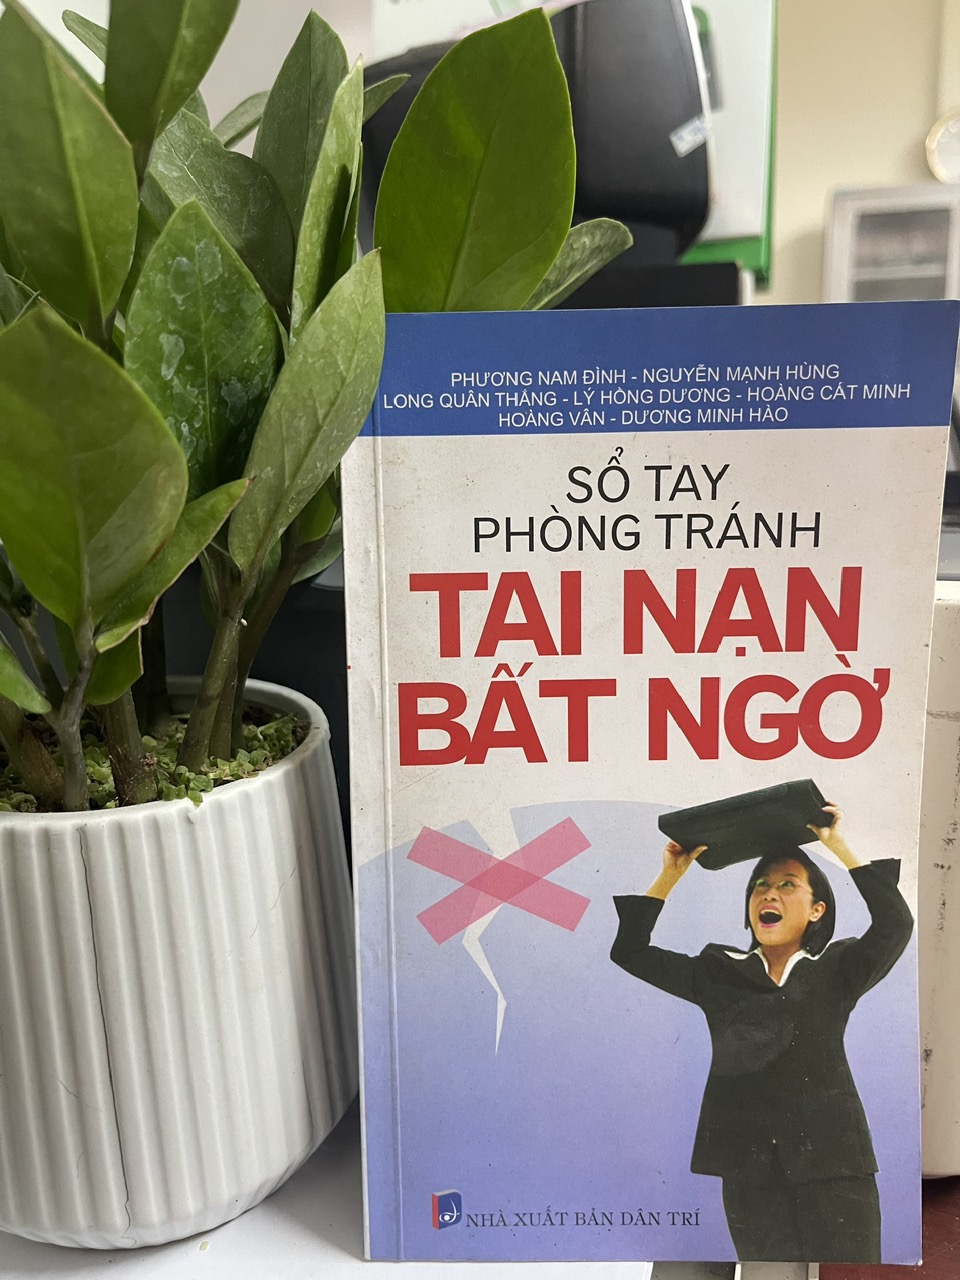 PHƯƠNG NAM ĐÌNH - NGUYỄN MẠNH HÙNG
LONG QUÂN THẮNG - LÝ HỒNG DƯƠNG - HOÀNG CÁT MINH
HOÀNG VÂN - DƯƠNG MINH HÀO
SỔ TAY
PHÒNG TRÁNH
TAI NẠN
BẤT NGỜ
NHÀ XUẤT BẢN DÂN TRÍ